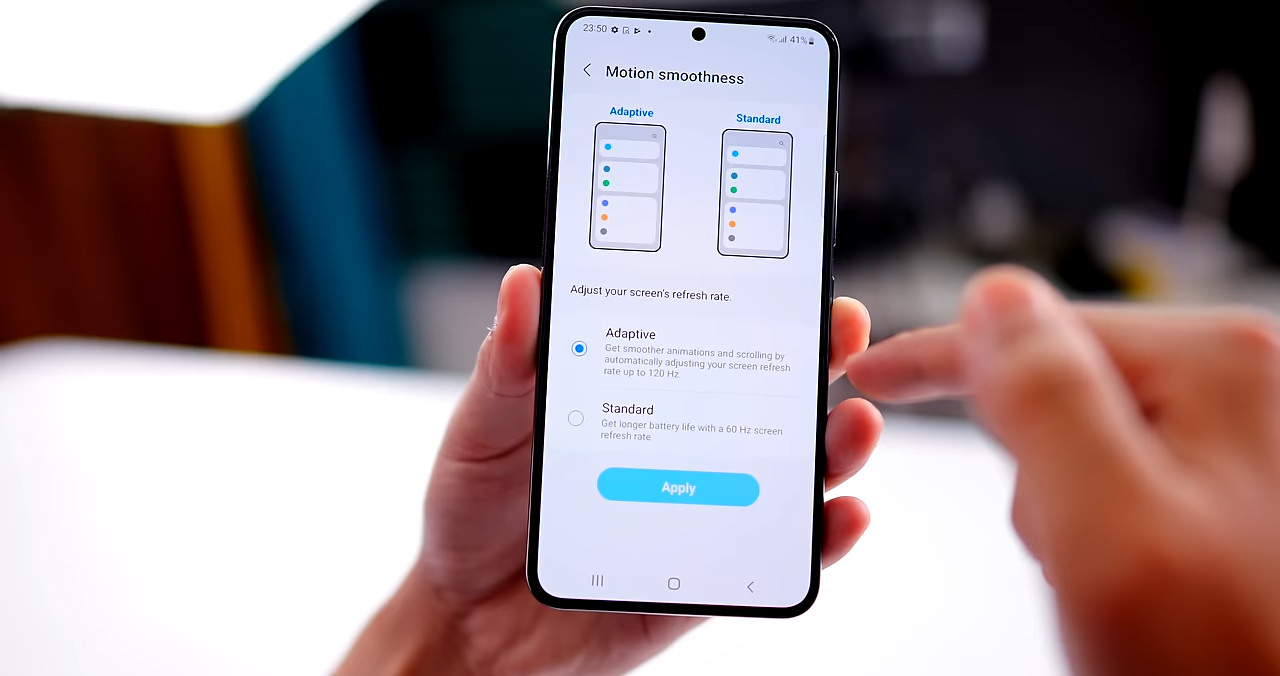 23:50 41%
Motion smoothness
Adaptive Standard
Adjust your screen's refresh rate.
Adaptive
Get smoother animations and scrolling by
automatically adjusting your screen refresh
rate up to 120 Hz.
Standard
Get longer battery life with a 60 Hz screen
refresh rate.
Apply